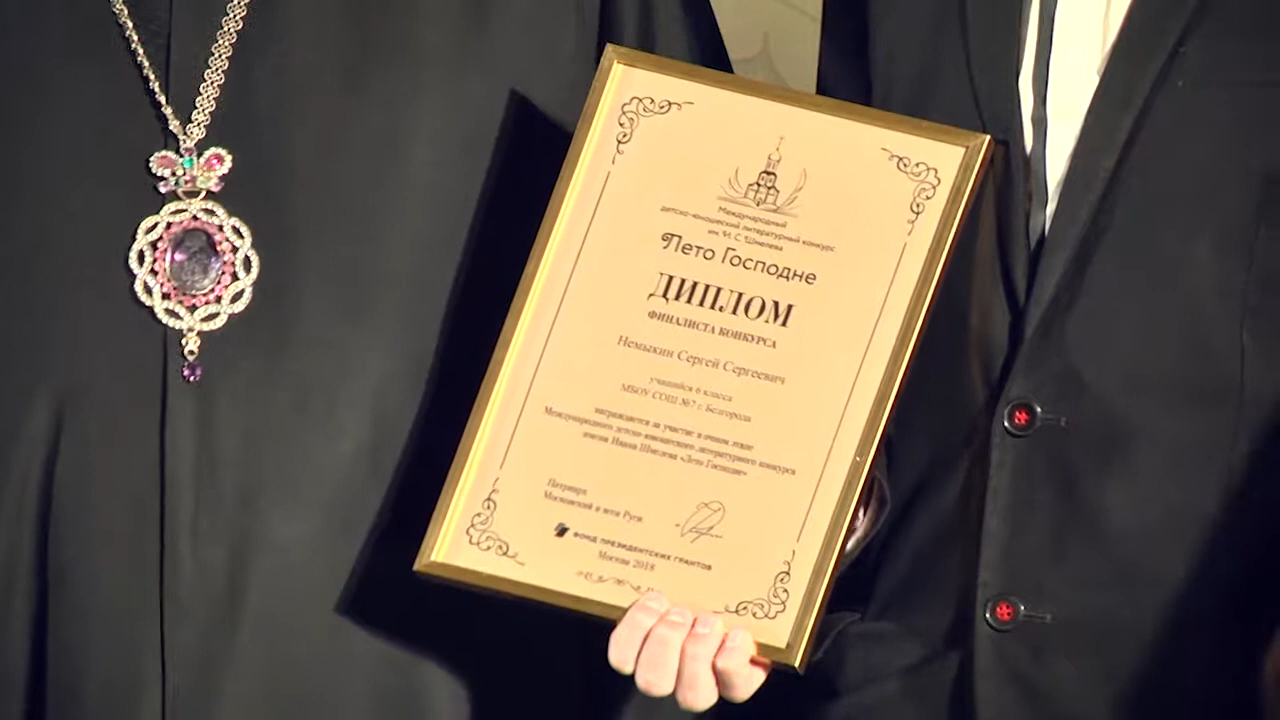 Международный
детско-юношеский литературный конкурс
им. И. С. Шмелева
Лето Господне
ДИПЛОМ
ФИНАЛИСТА КОНКУРСА
Немыкин Сергей Сергеевич
учащийся 6 класса
МБОУ СОШ №7 г. Белгорода
награждается за участие в очном этапе
Международного детско-юношеского литературного конкурса
имени Ивана Шмелева «Лето Господне»
Патриарх
Московский и всея Руси
ФОНД ПРЕЗИДЕНТСКИХ ГРАНТОВ
Москва 2018